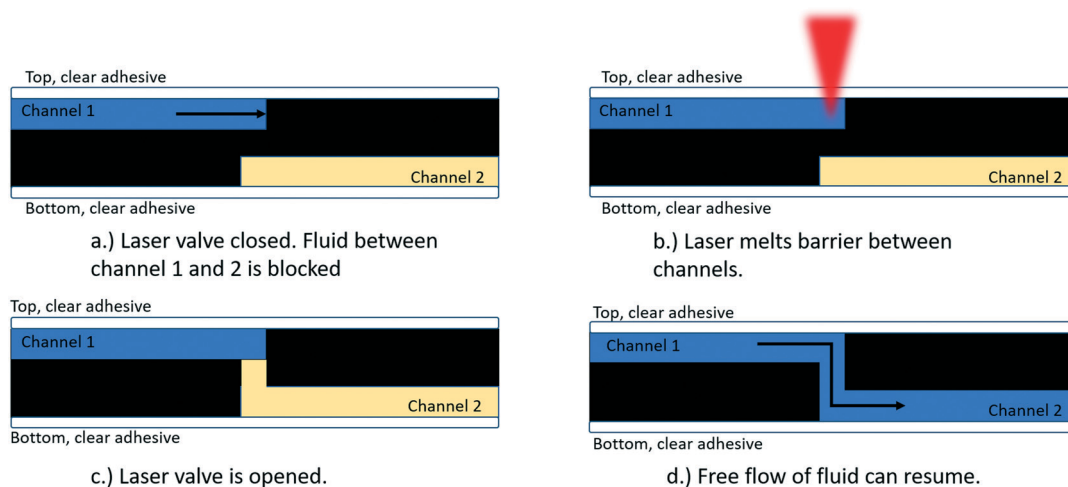 Top, clear adhesive
Channel 1
Channel 2
Bottom, clear adhesive
a.) Laser valve closed. Fluid between
channel 1 and 2 is blocked
Top, clear adhesive
Channel 1
Channel 2
Bottom, clear adhesive
b.) Laser melts barrier between
channels.
Top, clear adhesive
Channel 1
Channel 2
Bottom, clear adhesive
c.) Laser valve is opened.
Top, clear adhesive
Channel 1
Channel 2
Bottom, clear adhesive
d.) Free flow of fluid can resume.